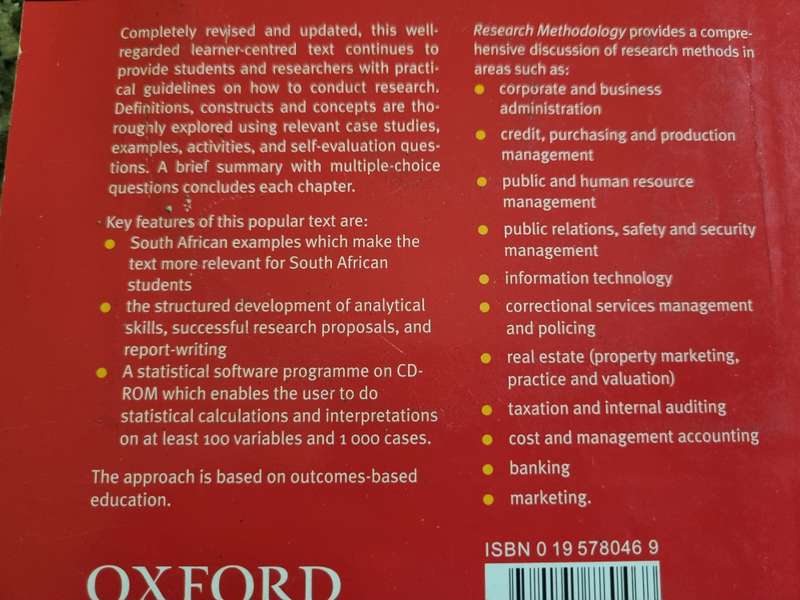 Completely revised and updated, this well-
regarded learner-centred text continues to
provide students and researchers with practi-
cal guidelines on how to conduct research.
Definitions, constructs and concepts are tho-
roughly explored using relevant case studies,
examples, activities, and self-evaluation ques-
tions. A brief summary with multiple-choice
questions concludes each chapter.
Key features of this popular text are:
South African examples which make the
text more relevant for South African
students
the structured development of analytical
skills, successful research proposals, and
report-writing
A statistical software programme on CD-
ROM which enables the user to do
statistical calculations and interpretations
on at least 100 variables and 1 000 cases.
The approach is based on outcomes-based
education.
OXFORD
Research Methodology provides a compre-
hensive discussion of research methods in
areas such as:
corporate and business
administration
credit, purchasing and production
management
public and human resource
management
public relations, safety and security
management
information technology
correctional services management
and policing
real estate (property marketing,
practice and valuation)
taxation and internal auditing
cost and management accounting
banking
marketing.
ISBN 0 19 578046 9